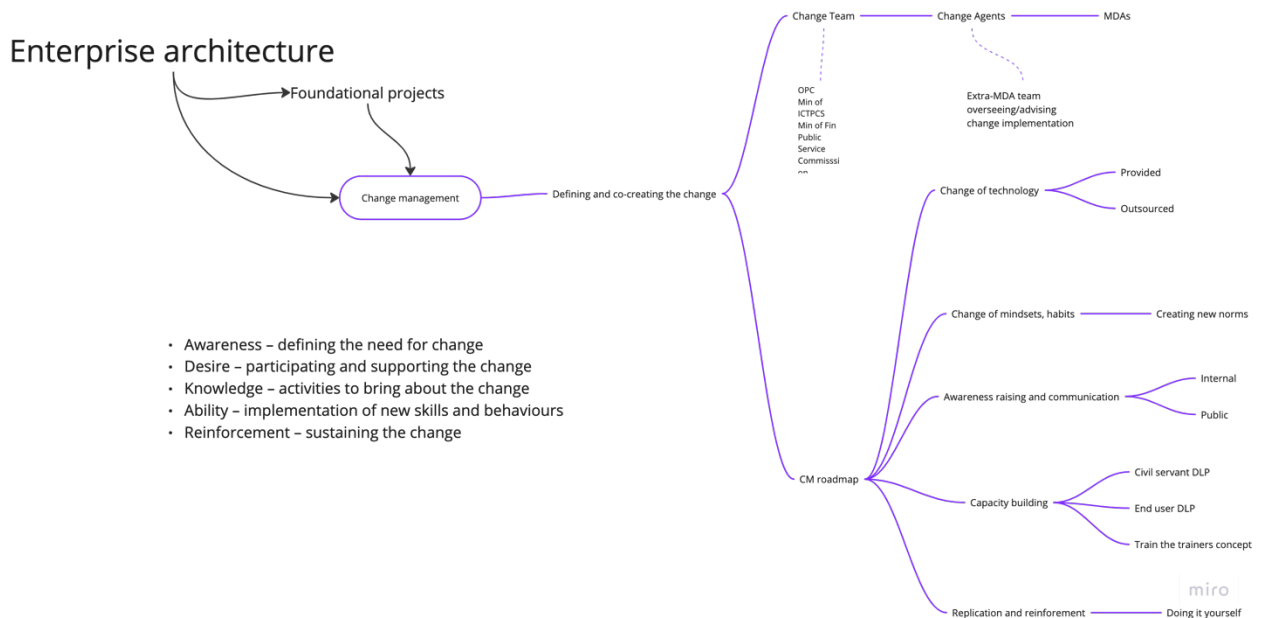 Enterprise architecture
Foundational projects
Change management
Defining and co-creating the change
Change Team
Change Agents
MDAs
OPC
Min of
ICTPCS
Min of Fin
Public
Service
Commisssi
on
Extra-MDA team
overseeing/advising
change implementation
Change of technology
Provided
Outsourced
Change of mindsets, habits
Creating new norms
Awareness raising and communication
Internal
Public
CM roadmap
Capacity building
Civil servant DLP
End user DLP
Train the trainers concept
Replication and reinforement
Doing it yourself
• Awareness – defining the need for change
• Desire – participating and supporting the change
• Knowledge – activities to bring about the change
• Ability – implementation of new skills and behaviours
• Reinforcement – sustaining the change
miro